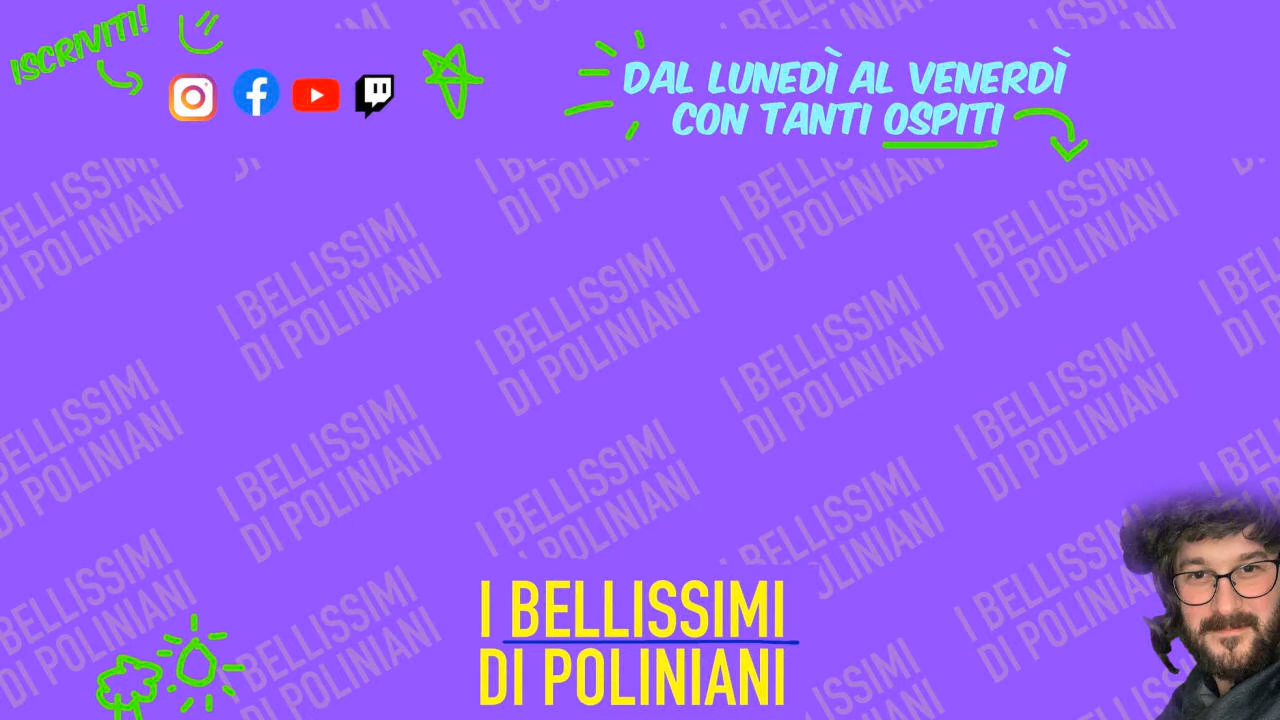 ISCRIVITI!
DAL LUNEDÌ AL VENERDÌ
CON TANTI OSPITI
I BELLISSIMI
DI POLINIANI